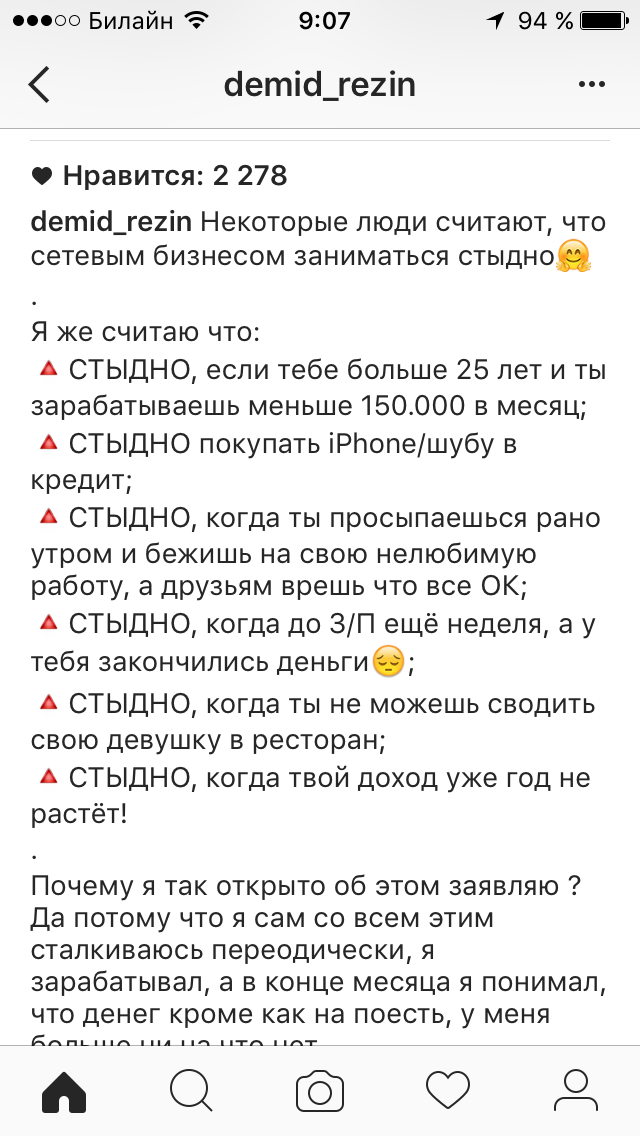 Билайн 9:07 94 %
demid_rezin
Нравится: 2 278
demid_rezin Некоторые люди считают, что
сетевым бизнесом заниматься стыдно🤗
.
Я же считаю что:
🔺 СТЫДНО, если тебе больше 25 лет и ты
зарабатываешь меньше 150.000 в месяц;
🔺 СТЫДНО покупать iPhone/шубу в
кредит;
🔺 СТЫДНО, когда ты просыпаешься рано
утром и бежишь на свою нелюбимую
работу, а друзьям врешь что все ОК;
🔺 СТЫДНО, когда до З/П ещё неделя, а у
тебя закончились деньги😔;
🔺 СТЫДНО, когда ты не можешь сводить
свою девушку в ресторан;
🔺 СТЫДНО, когда твой доход уже год не
растёт!
.
Почему я так открыто об этом заявляю ?
Да потому что я сам со всем этим
сталкиваюсь переодически, я
зарабатывал, а в конце месяца я понимал,
что денег кроме как на поесть, у меня
больше ни на что нет